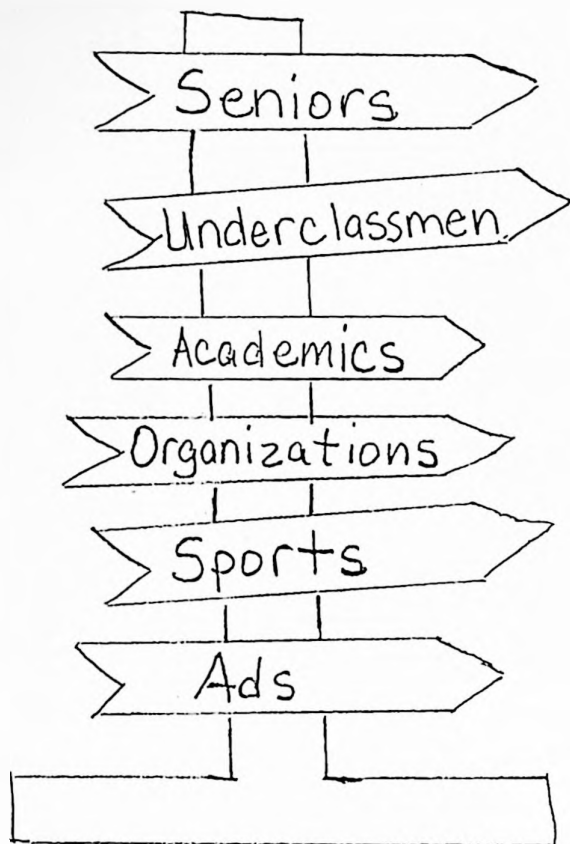 Seniors
Underclassmen
Academics
Organizations
Sports
Ads